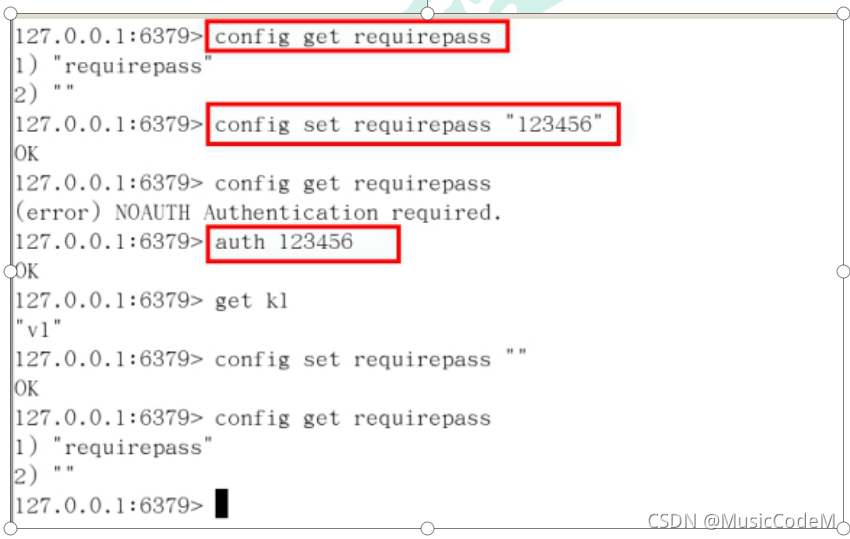 127.0.0.1:6379> config get requirepass
1) "requirepass"
2) ""
127.0.0.1:6379> config set requirepass "123456"
OK
127.0.0.1:6379> config get requirepass
(error) NOAUTH Authentication required.
127.0.0.1:6379> auth 123456
OK
127.0.0.1:6379> get k1
"v1"
127.0.0.1:6379> config set requirepass ""
OK
127.0.0.1:6379> config get requirepass
1) "requirepass"
2) ""
127.0.0.1:6379>
CSDN @MusicCodeM